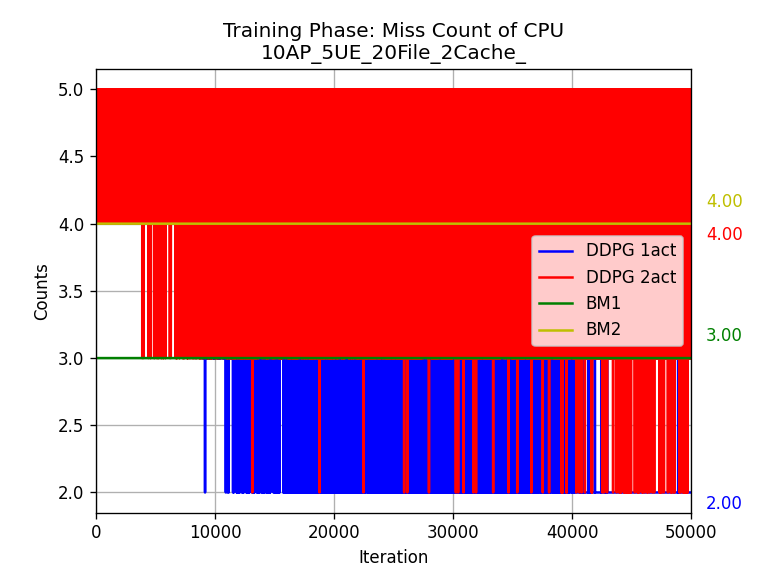 Training Phase: Miss Count of CPU
10AP_5UE_20File_2Cache_
5.0
4.5
4.0
3.5
3.0
2.5
2.0
Counts
4.00
4.00
3.00
2.00
DDPG 1act
DDPG 2act
BM1
BM2
0
10000
20000
30000
40000
50000
Iteration